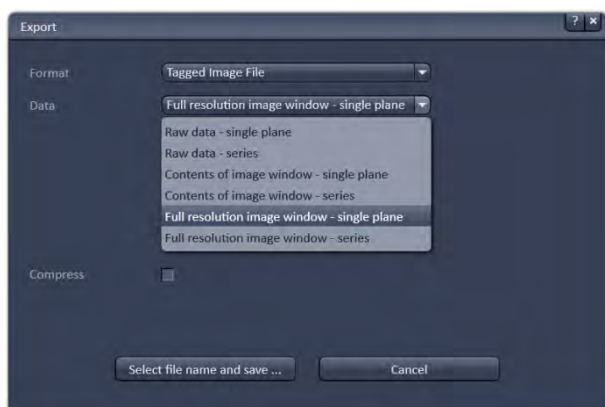 Export ? ×
Format Tagged Image File
Data Full resolution image window - single plane
Raw data - single plane
Raw data - series
Contents of image window - single plane
Contents of image window - series
Full resolution image window - single plane
Full resolution image window - series
Compress
Select file name and save ... Cancel